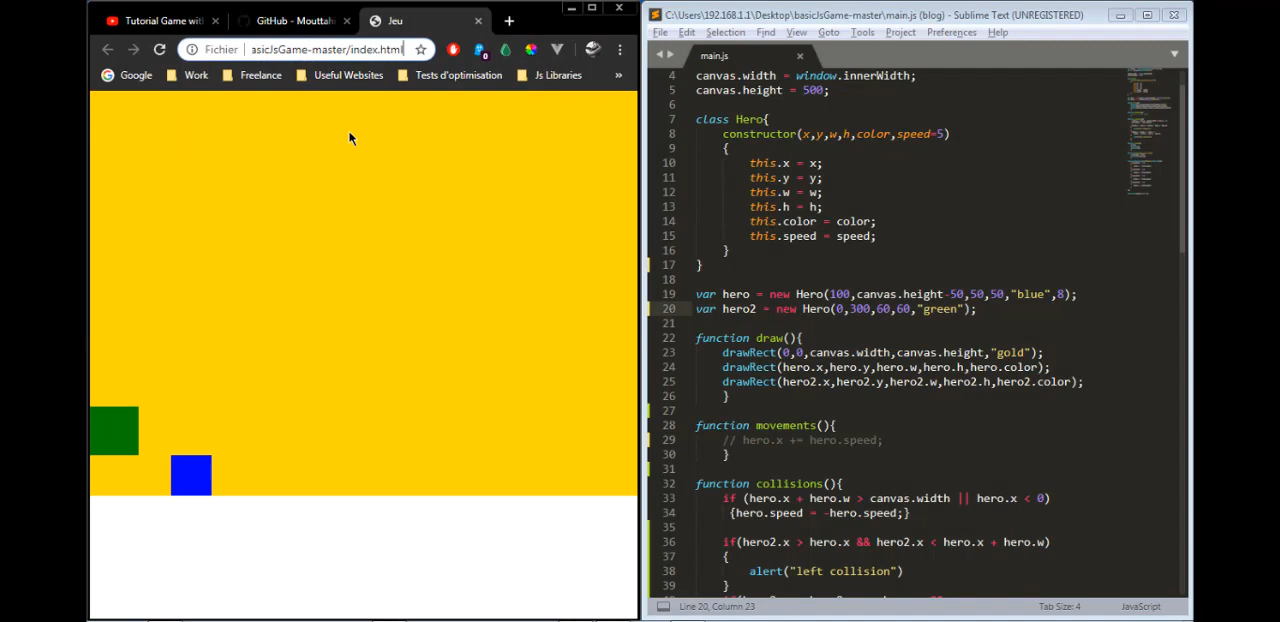 Tutorial Game wit
GitHub - Mouttah
Jeu
Fichier
asicJsGame-master/index.html
0
Google
Work
Freelance
Useful Websites
Tests d'optimisation
Js Libraries
»
C:\Users\192.168.1.1\Desktop\basicJsGame-master\main.js (blog) - Sublime Text (UNREGISTERED)
File Edit Selection Find View Goto Tools Project Preferences Help
main.js
4 canvas.width = window.innerWidth;
5 canvas.height = 500;
6
7 class Hero{
8 constructor(x,y,w,h,color,speed=5)
9 {
10 this.x = x;
11 this.y = y;
12 this.w = w;
13 this.h = h;
14 this.color = color;
15 this.speed = speed;
16 }
17 }
18
19 var hero = new Hero(100,canvas.height-50,50,50,"blue",8);
20 var hero2 = new Hero(0,300,60,60,"green");
21
22 function draw(){
23 drawRect(0,0,canvas.width,canvas.height,"gold");
24 drawRect(hero.x,hero.y,hero.w,hero.h,hero.color);
25 drawRect(hero2.x,hero2.y,hero2.w,hero2.h,hero2.color);
26 }
27
28 function movements(){
29 // hero.x += hero.speed;
30 }
31
32 function collisions(){
33 if (hero.x + hero.w > canvas.width || hero.x < 0)
34 {hero.speed = -hero.speed;}
35
36 if(hero2.x > hero.x && hero2.x < hero.x + hero.w)
37 {
38 alert("left collision")
39 }
Line 20, Column 23
Tab Size: 4
JavaScript